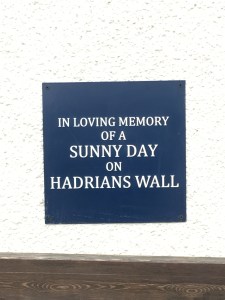 IN LOVING MEMORY
OF A
SUNNY DAY
ON
HADRIANS WALL